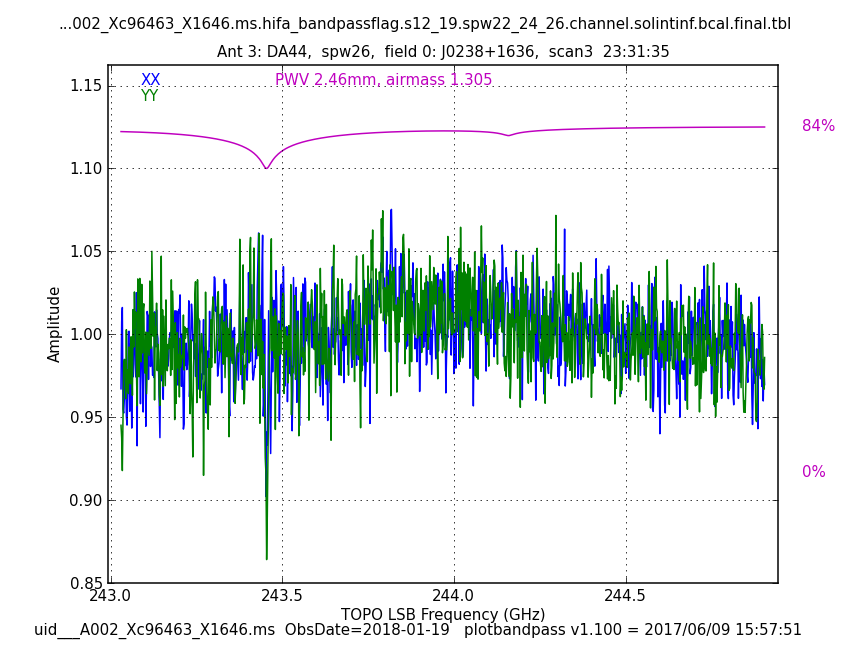 ...002_Xc96463_X1646.ms.hifa_bandpassflag.s12_19.spw22_24_26.channel.solintinf.bcal.final.tbl
Ant 3: DA44,  spw26,  field 0: J0238+1636,  scan3  23:31:35
XX
PWV 2.46mm, airmass 1.305
YY
1.15
1.10
1.05
1.00
0.95
0.90
0.85
Amplitude
84%
0%
243.0
243.5
244.0
244.5
TOPO LSB Frequency (GHz)
uid___A002_Xc96463_X1646.ms  ObsDate=2018-01-19   plotbandpass v1.100 = 2017/06/09 15:57:51